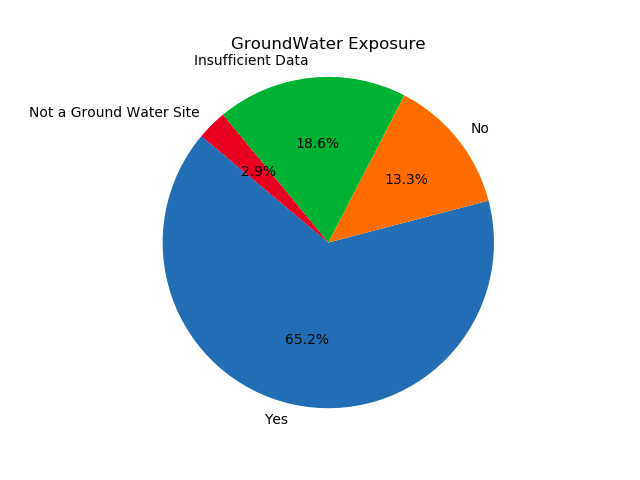 GroundWater Exposure
Insufficient Data
Not a Ground Water Site
No
18.6%
2.9%
13.3%
65.2%
Yes